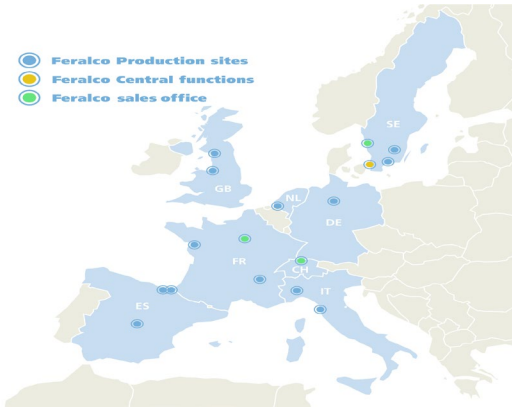 Feralco Production sites
Feralco Central functions
Feralco sales office
SE
GB
NL
DE
FR
CH
IT
ES